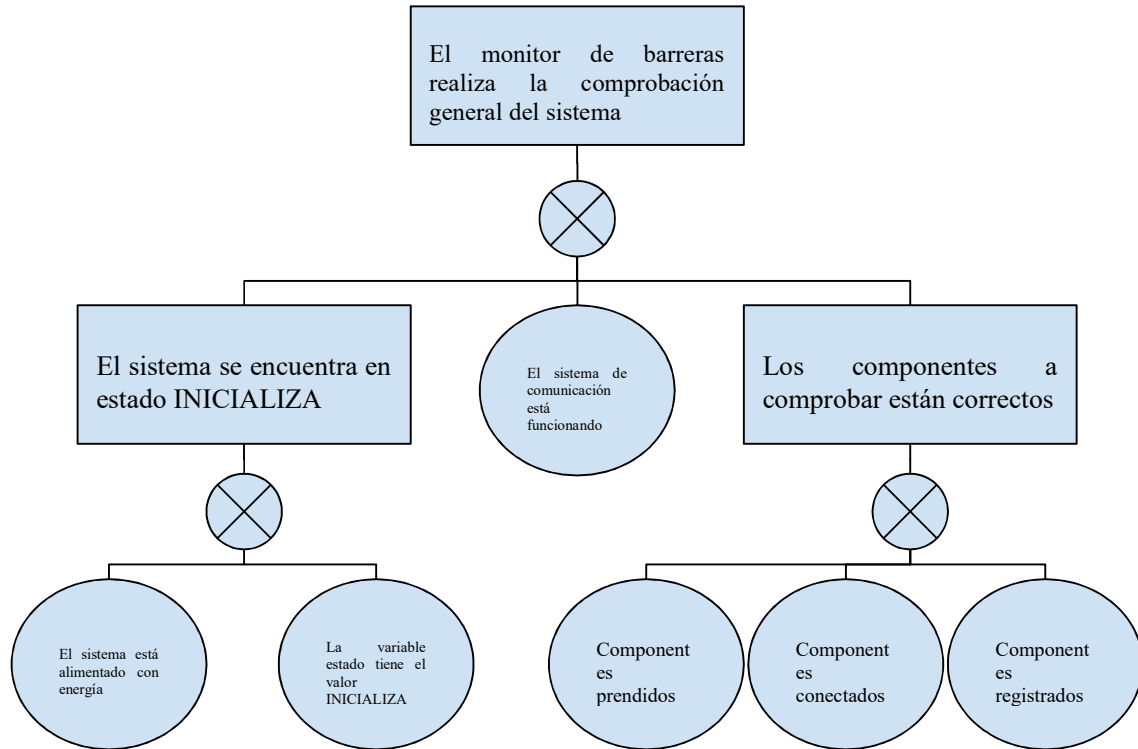 El monitor de barreras
realiza la comprobación
general del sistema
El sistema se encuentra en
estado INICIALIZA
El sistema de
comunicación
está
funcionando
Los componentes a
comprobar están correctos
El sistema está
alimentado con
energía
La variable
estado tiene el
valor
INICIALIZA
Component
es
prendidos
Component
es
conectados
Component
es
registrados